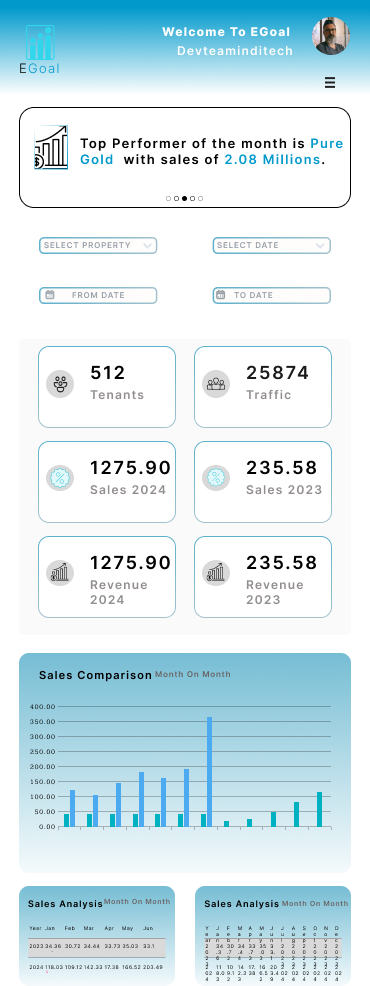 Welcome To EGoal
Devteaminditech
EGoal
Top Performer of the month is Pure
Gold with sales of 2.08 Millions.
SELECT PROPERTY
SELECT DATE
FROM DATE
TO DATE
512
Tenants
25874
Traffic
1275.90
Sales 2024
235.58
Sales 2023
1275.90
Revenue
2024
235.58
Revenue
2023
Sales Comparison Month On Month
400.00
350.00
300.00
250.00
200.00
150.00
100.00
50.00
0.00
Sales Analysis Month On Month
Year Jan Feb Mar Apr May Jun
2023 34.36 30.72 34.44 33.73 35.03 33.1
2024 118.03 109.12 142.33 17.38 166.52 203.49
Sales Analysis Month On Month